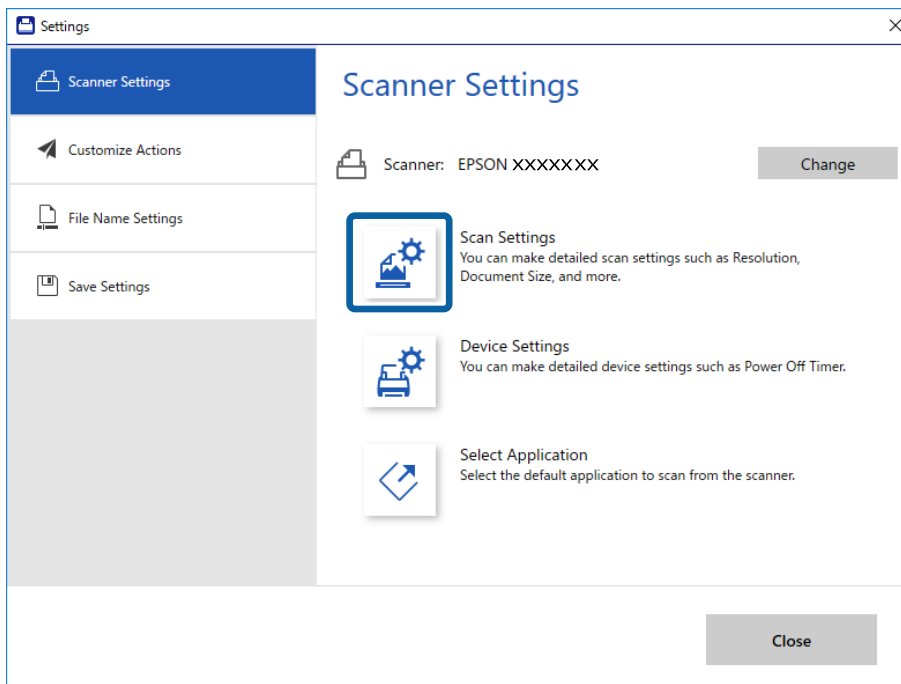 Settings
Scanner Settings
Customize Actions
File Name Settings
Save Settings
Scanner Settings
Scanner: EPSON XXXXXXX
Change
Scan Settings
You can make detailed scan settings such as Resolution,
Document Size, and more.
Device Settings
You can make detailed device settings such as Power Off Timer.
Select Application
Select the default application to scan from the scanner.
Close